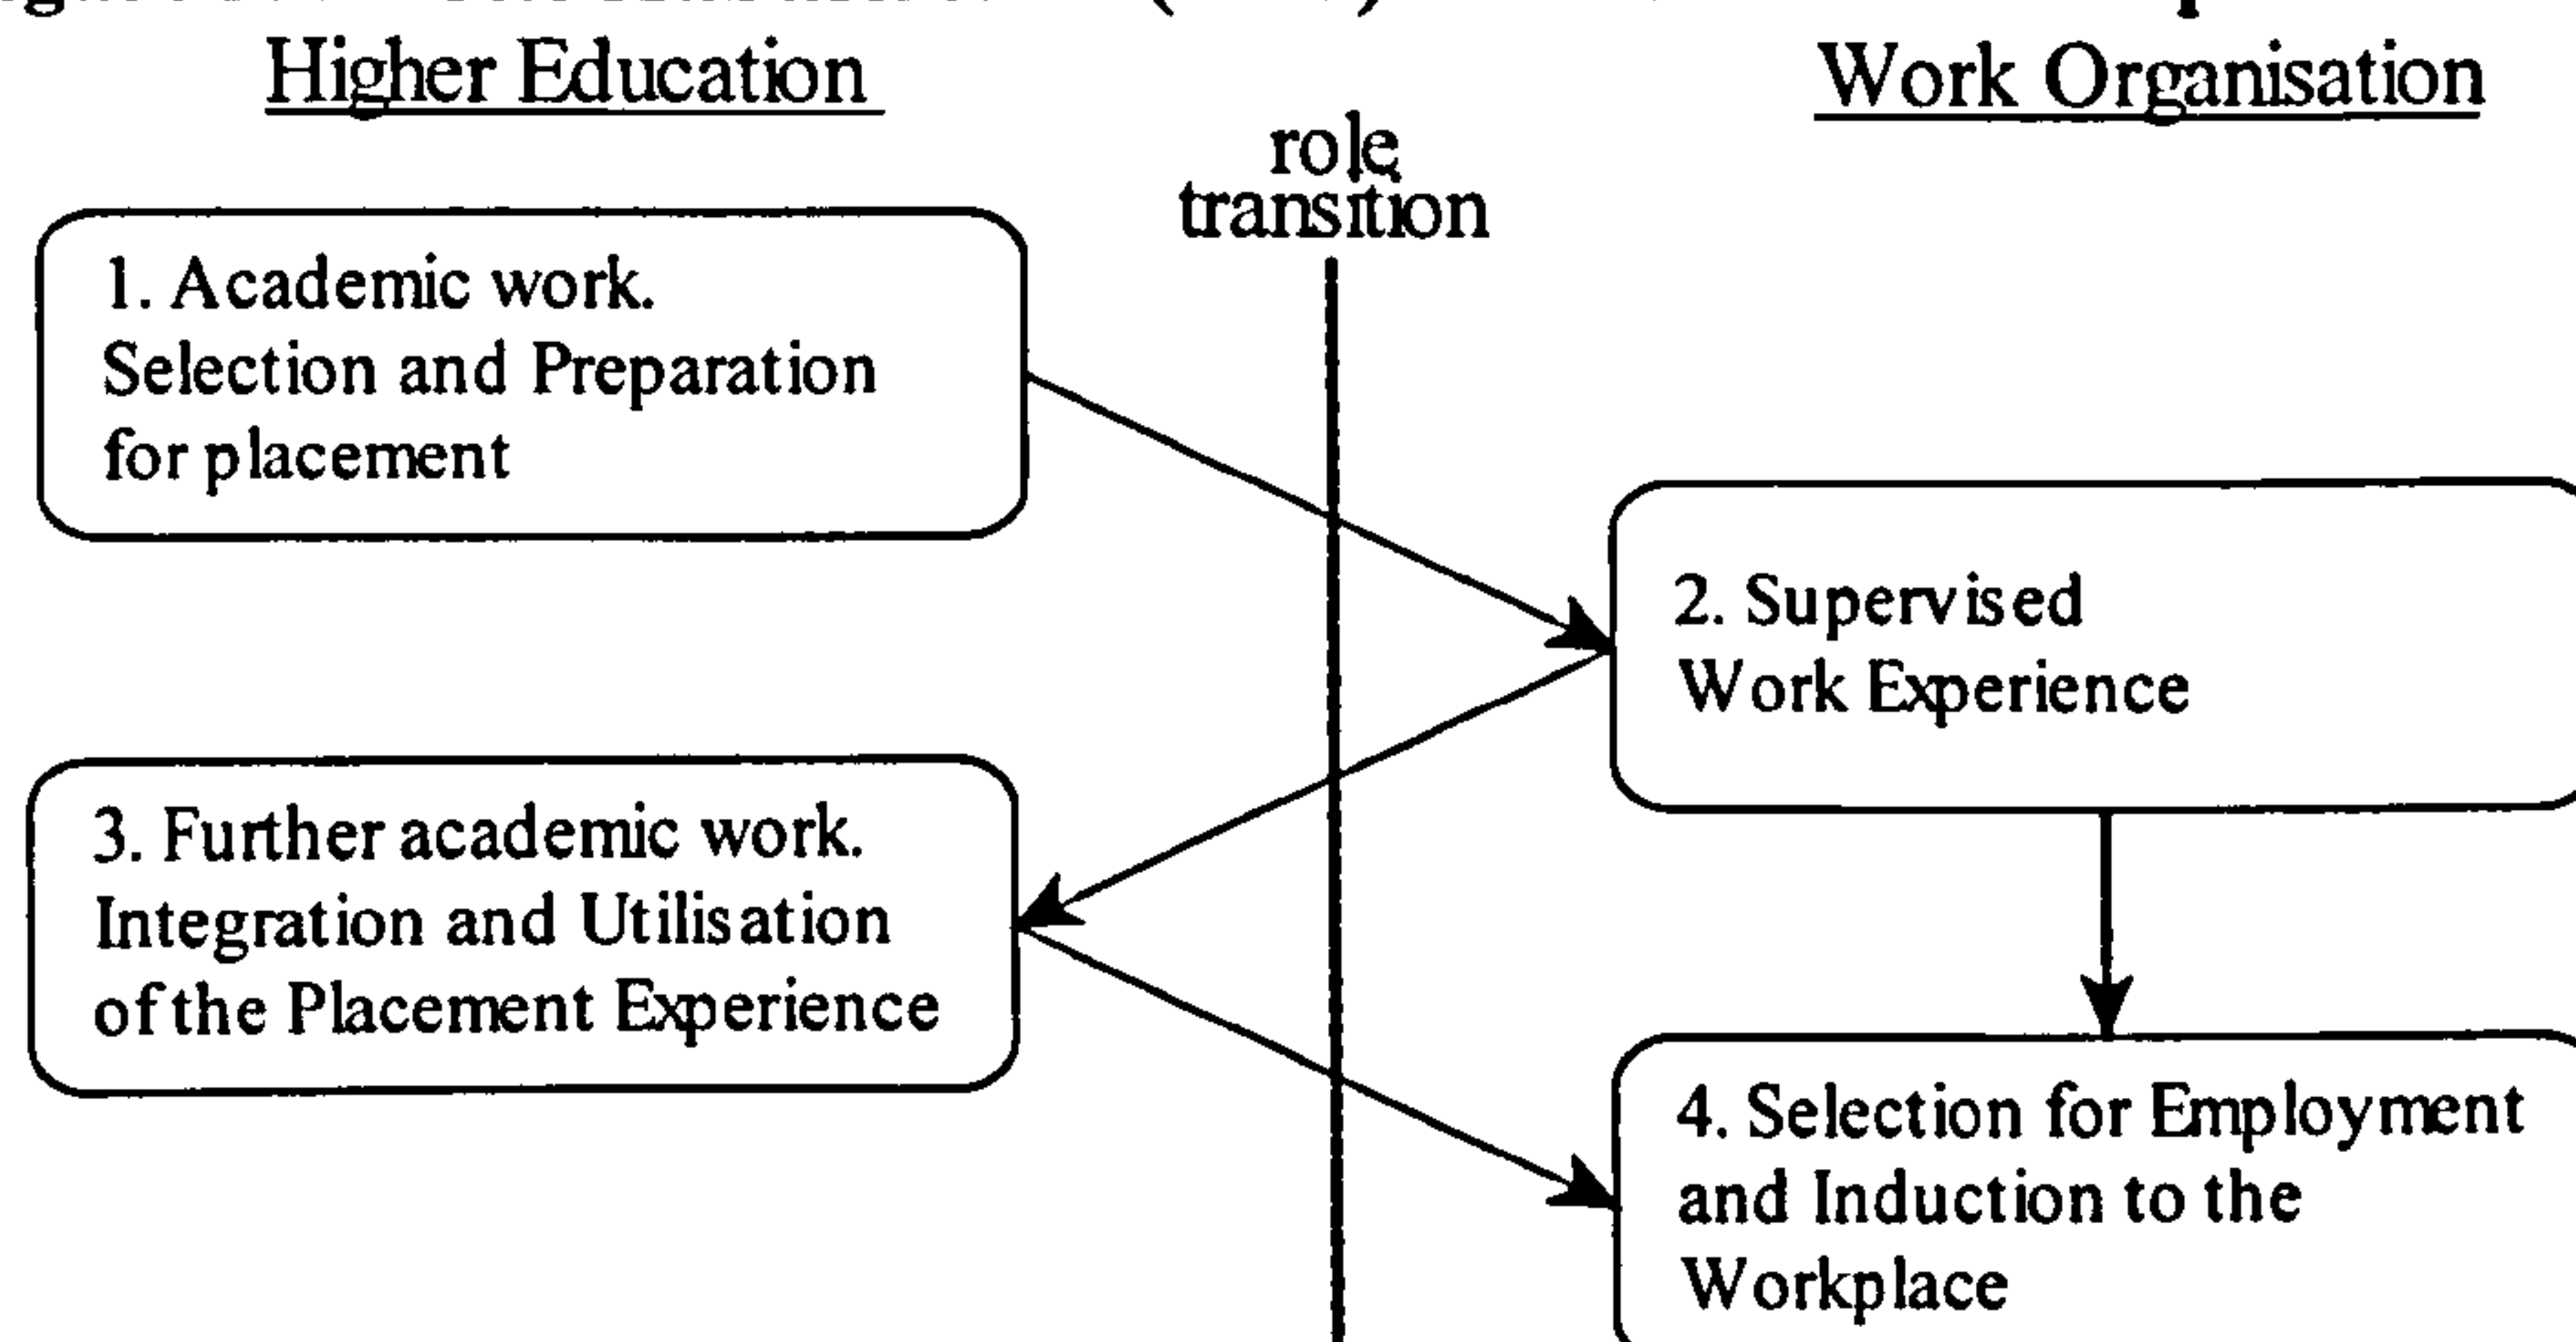 Higher Education
Work Organisation
role
transition
1. Academic work.
Selection and Preparation
for placement
2. Supervised
Work Experience
3. Further academic work.
Integration and Utilisation
of the Placement Experience
4. Selection for Employment
and Induction to the
Workplace